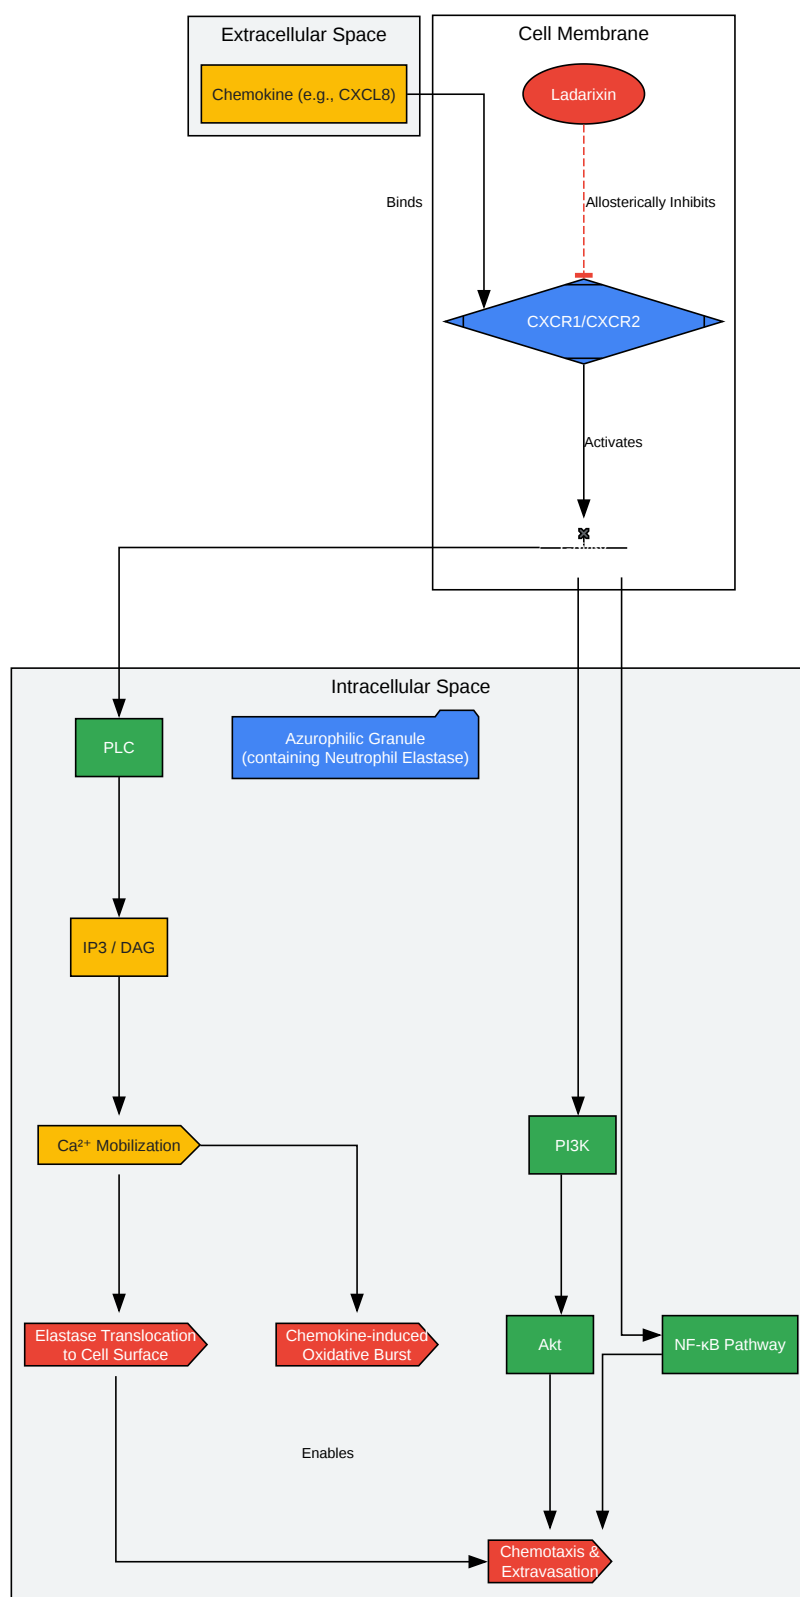 Extracellular Space
Cell Membrane
Chemokine (e.g., CXCL8)
Ladarixin
Binds
Allosterically Inhibits
CXCR1/CXCR2
Activates
Intracellular Space
PLC
Azurophilic Granule
(containing Neutrophil Elastase)
IP3 / DAG
Ca²⁺ Mobilization
PI3K
Elastase Translocation
to Cell Surface
Chemokine-induced
Oxidative Burst
Akt
NF-κB Pathway
Enables
Chemotaxis &
Extravasation